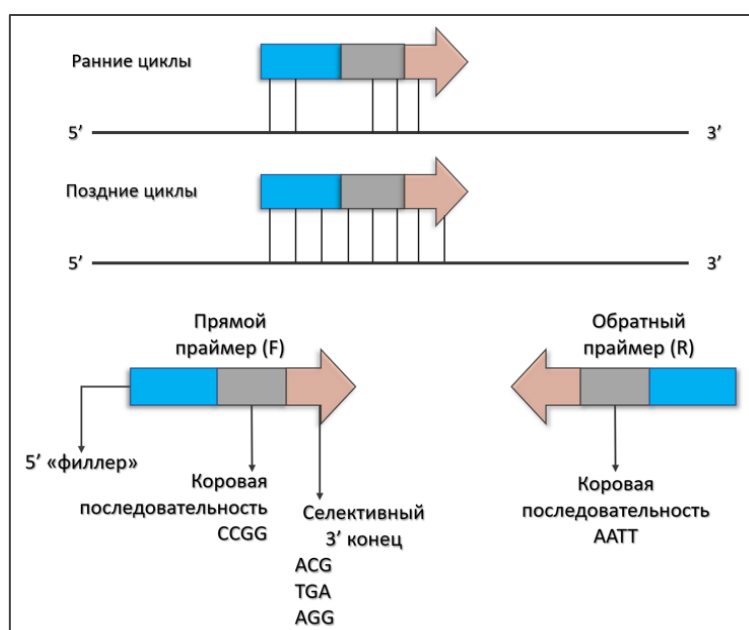 Ранние циклы
5’
3’
Поздние циклы
5’
3’
Прямой
праймер (F)
Обратный
праймер (R)
5’ «филлер»
Коровая
последовательность
CCGG
Селективный
3’ конец
ACG
TGA
AGG
Коровая
последовательность
AATT